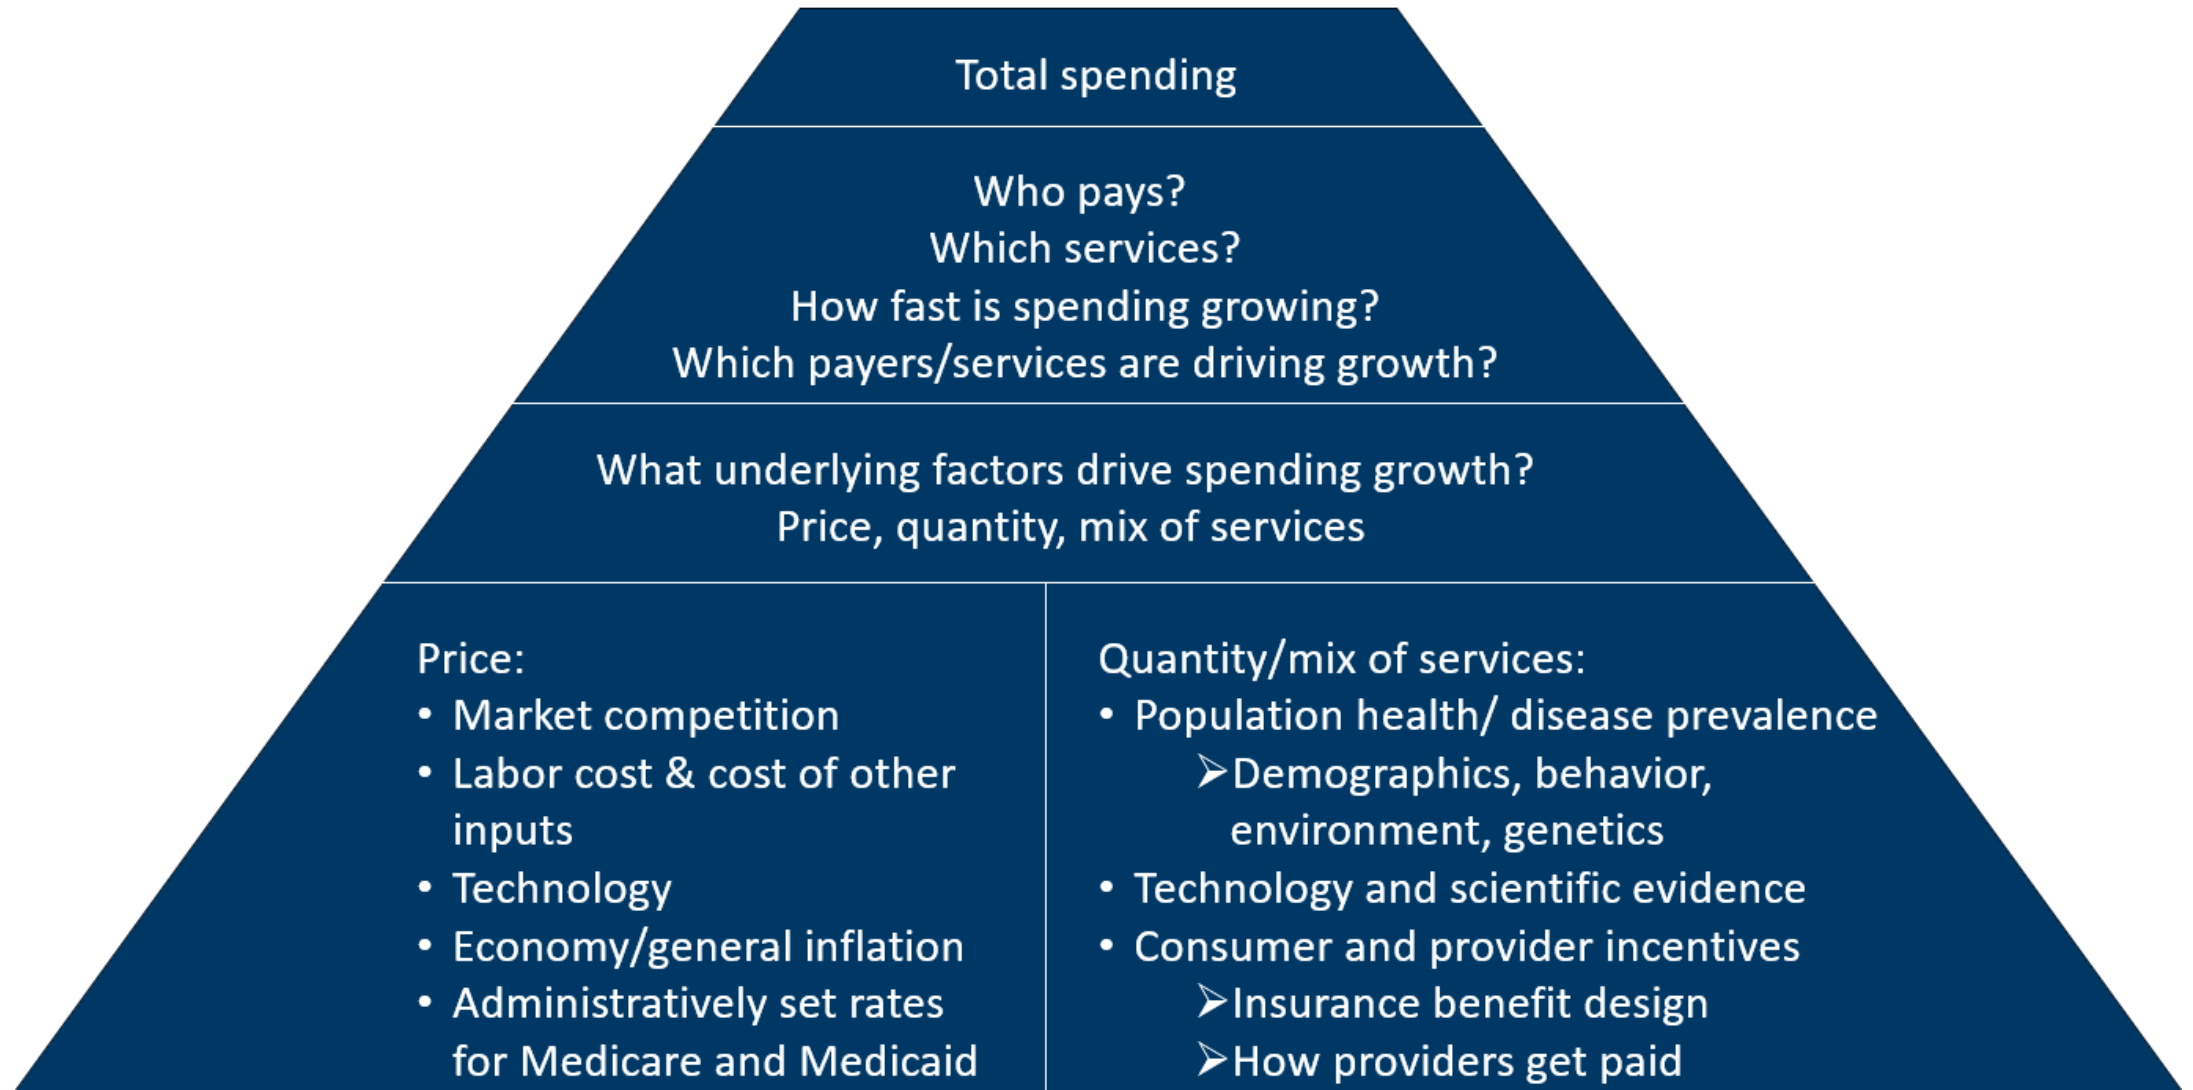 Total spending
Who pays?
Which services?
How fast is spending growing?
Which payers/services are driving growth?
What underlying factors drive spending growth?
Price, quantity, mix of services
Price:
• Market competition
• Labor cost & cost of other
inputs
• Technology
• Economy/general inflation
• Administratively set rates
for Medicare and Medicaid
Quantity/mix of services:
• Population health/ disease prevalence
➢Demographics, behavior,
environment, genetics
• Technology and scientific evidence
• Consumer and provider incentives
➢Insurance benefit design
➢How providers get paid